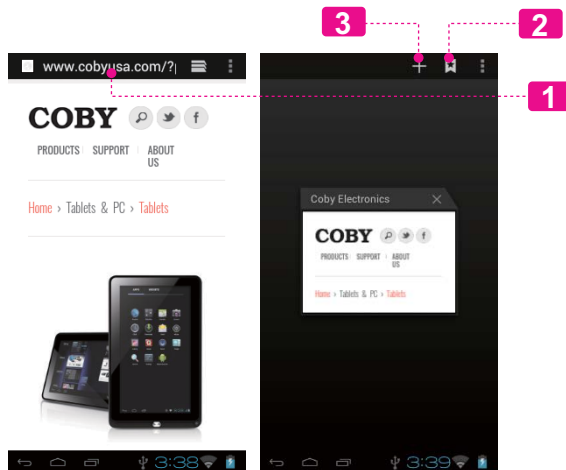 3
2
1
www.cobyusa.com/?
COBY
PRODUCTS SUPPORT ABOUT US
Home › Tablets & PC › Tablets
3:38
Coby Electronics
COBY
PRODUCTS SUPPORT ABOUT US
Home › Tablets & PC › Tablets
3:39